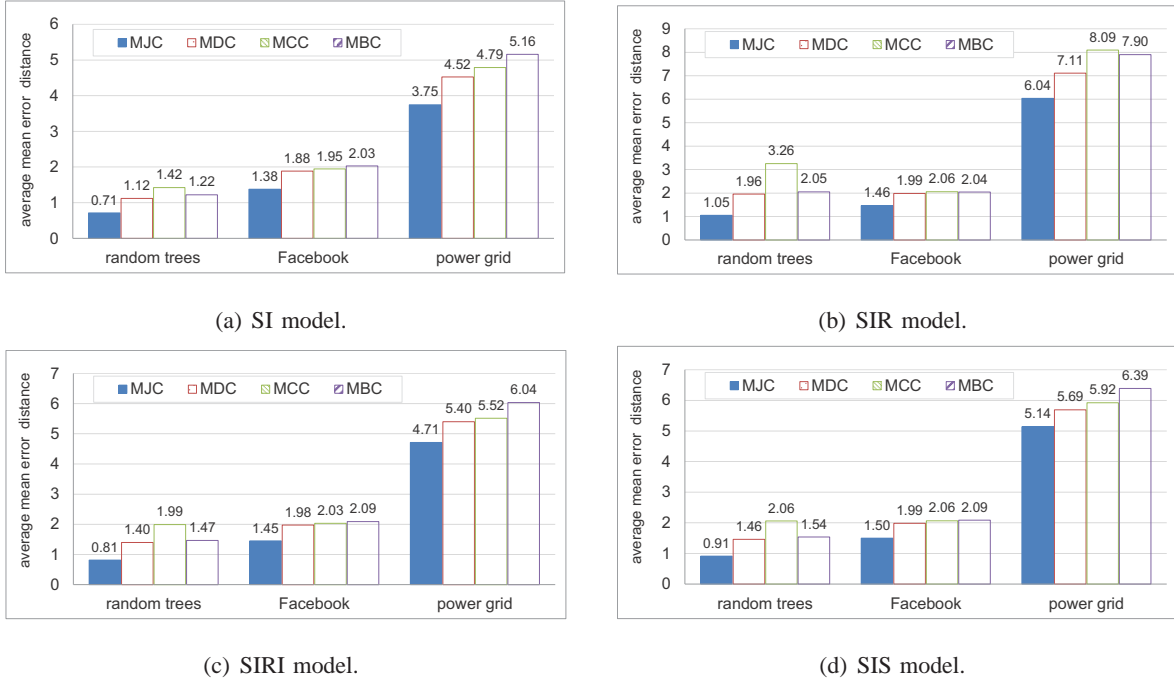 MJC MDC MCC MBC
average mean error distance
6
5
4
3
2
1
0
0.71 1.12 1.42 1.22
1.38 1.88 1.95 2.03
3.75 4.52 4.79 5.16
random trees Facebook power grid
(a) SI model.
MJC MDC MCC MBC
average mean error distance
9
8
7
6
5
4
3
2
1
0
1.05 1.96 3.26 2.05
1.46 1.99 2.06 2.04
6.04 7.11 8.09 7.90
random trees Facebook power grid
(b) SIR model.
MJC MDC MCC MBC
average mean error distance
7
6
5
4
3
2
1
0
0.81 1.40 1.99 1.47
1.45 1.98 2.03 2.09
4.71 5.40 5.52 6.04
random trees Facebook power grid
(c) SIRI model.
MJC MDC MCC MBC
average mean error distance
7
6
5
4
3
2
1
0
0.91 1.46 2.06 1.54
1.50 1.99 2.06 2.09
5.14 5.69 5.92 6.39
random trees Facebook power grid
(d) SIS model.